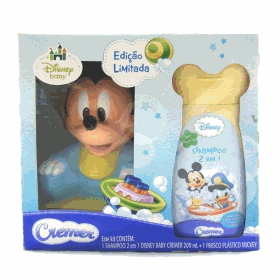 Disney
baby
Edição
Limitada
Disney
SHAMPOO
2 EM 1
Cremer
Cremer
Este kit CONTÉM:
1 SHAMPOO 2 em 1 DISNEY BABY CREMER 200 mL + 1 FRASCO PLÁSTICO MICKEY